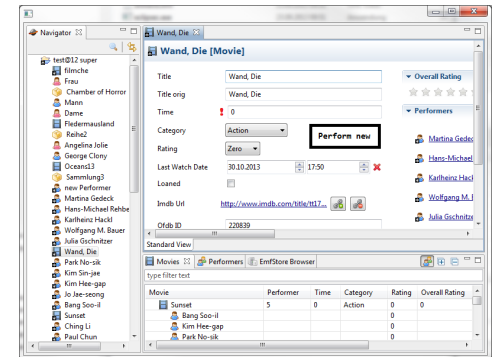 Navigator
test@12 super
filmche
Frau
Chamber of Horror
Mann
Dame
Fledermausland
Reihe2
Angelina Jolie
George Clony
Oceans13
Sammlung3
new Performer
Martina Gedeck
Hans-Michael Rehbe
Karlheinz Hackl
Wolfgang M. Bauer
Julia Gschnitzer
Wand, Die
Park No-sik
Kim Sin-jae
Kim Hee-gap
Jo Jae-seong
Bang Soo-il
Sunset
Ching Li
Paul Chun
Wand, Die
Wand, Die [Movie]
Title Wand, Die
Title orig Wand, Die
Time 0
Category Action
Rating Zero
Last Watch Date 30.10.2013 17:50
Loaned
Imdb Url http://www.imdb.com/title/tt17...
Ofdb ID 220839
Perform new
Overall Rating
Performers
Martina Gedec
Hans-Michael
Karlheinz Hackl
Wolfgang M. B
Julia Gschnitze
Standard View
Movies Performers EmfStore Browser
type filter text
Movie Performer Time Category Rating Overall Rating
Sunset 5 0 Action 0 0
Bang Soo-il 0
Kim Hee-gap 0
Park No-sik 0